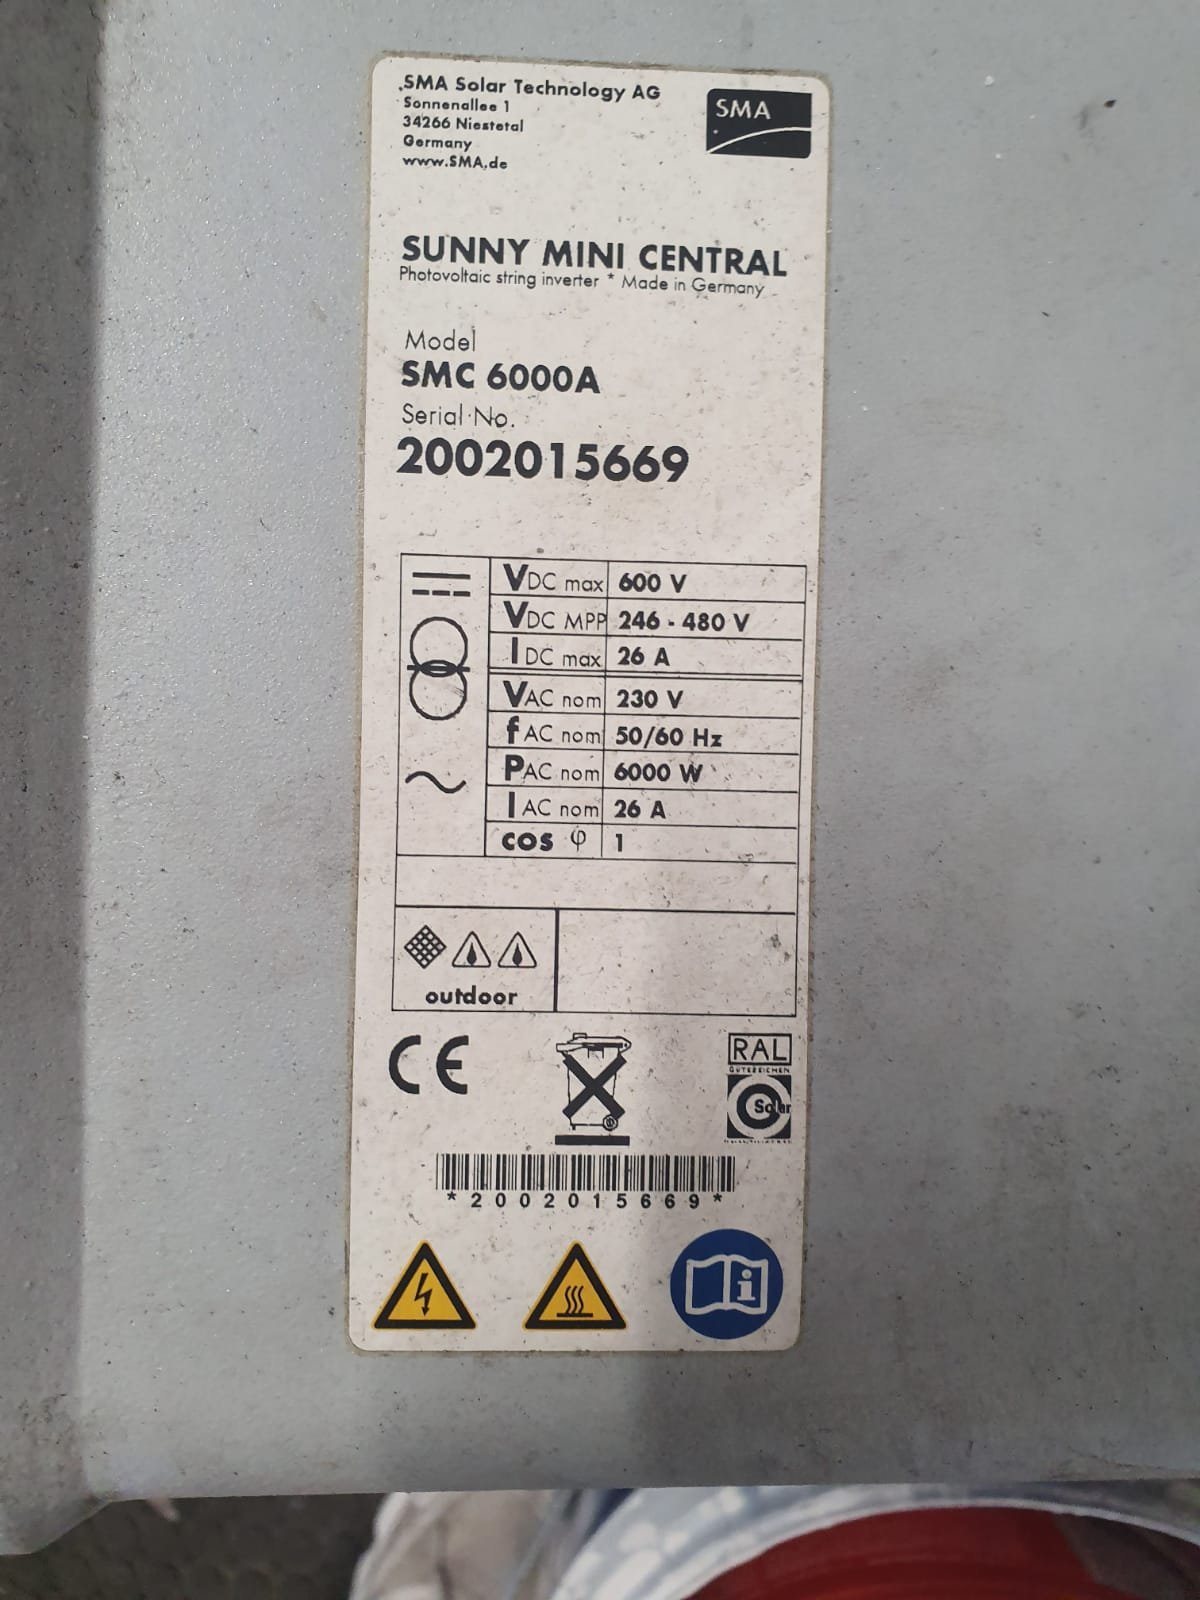 SMA Solar Technology AG
Sonnenallee 1
34266 Niestetal
Germany
www.SMA.de
SMA
SUNNY MINI CENTRAL
Photovoltaic string inverter * Made in Germany
Model
SMC 6000A
Serial No.
2002015669
VDC max 600 V
VDC MPP 246 - 480 V
IDC max 26 A
VAC nom 230 V
fAC nom 50/60 Hz
PAC nom 6000 W
IAC nom 26 A
cos φ 1
outdoor
CE
RAL
GÜTEZEICHEN
Solar
*2002015669*